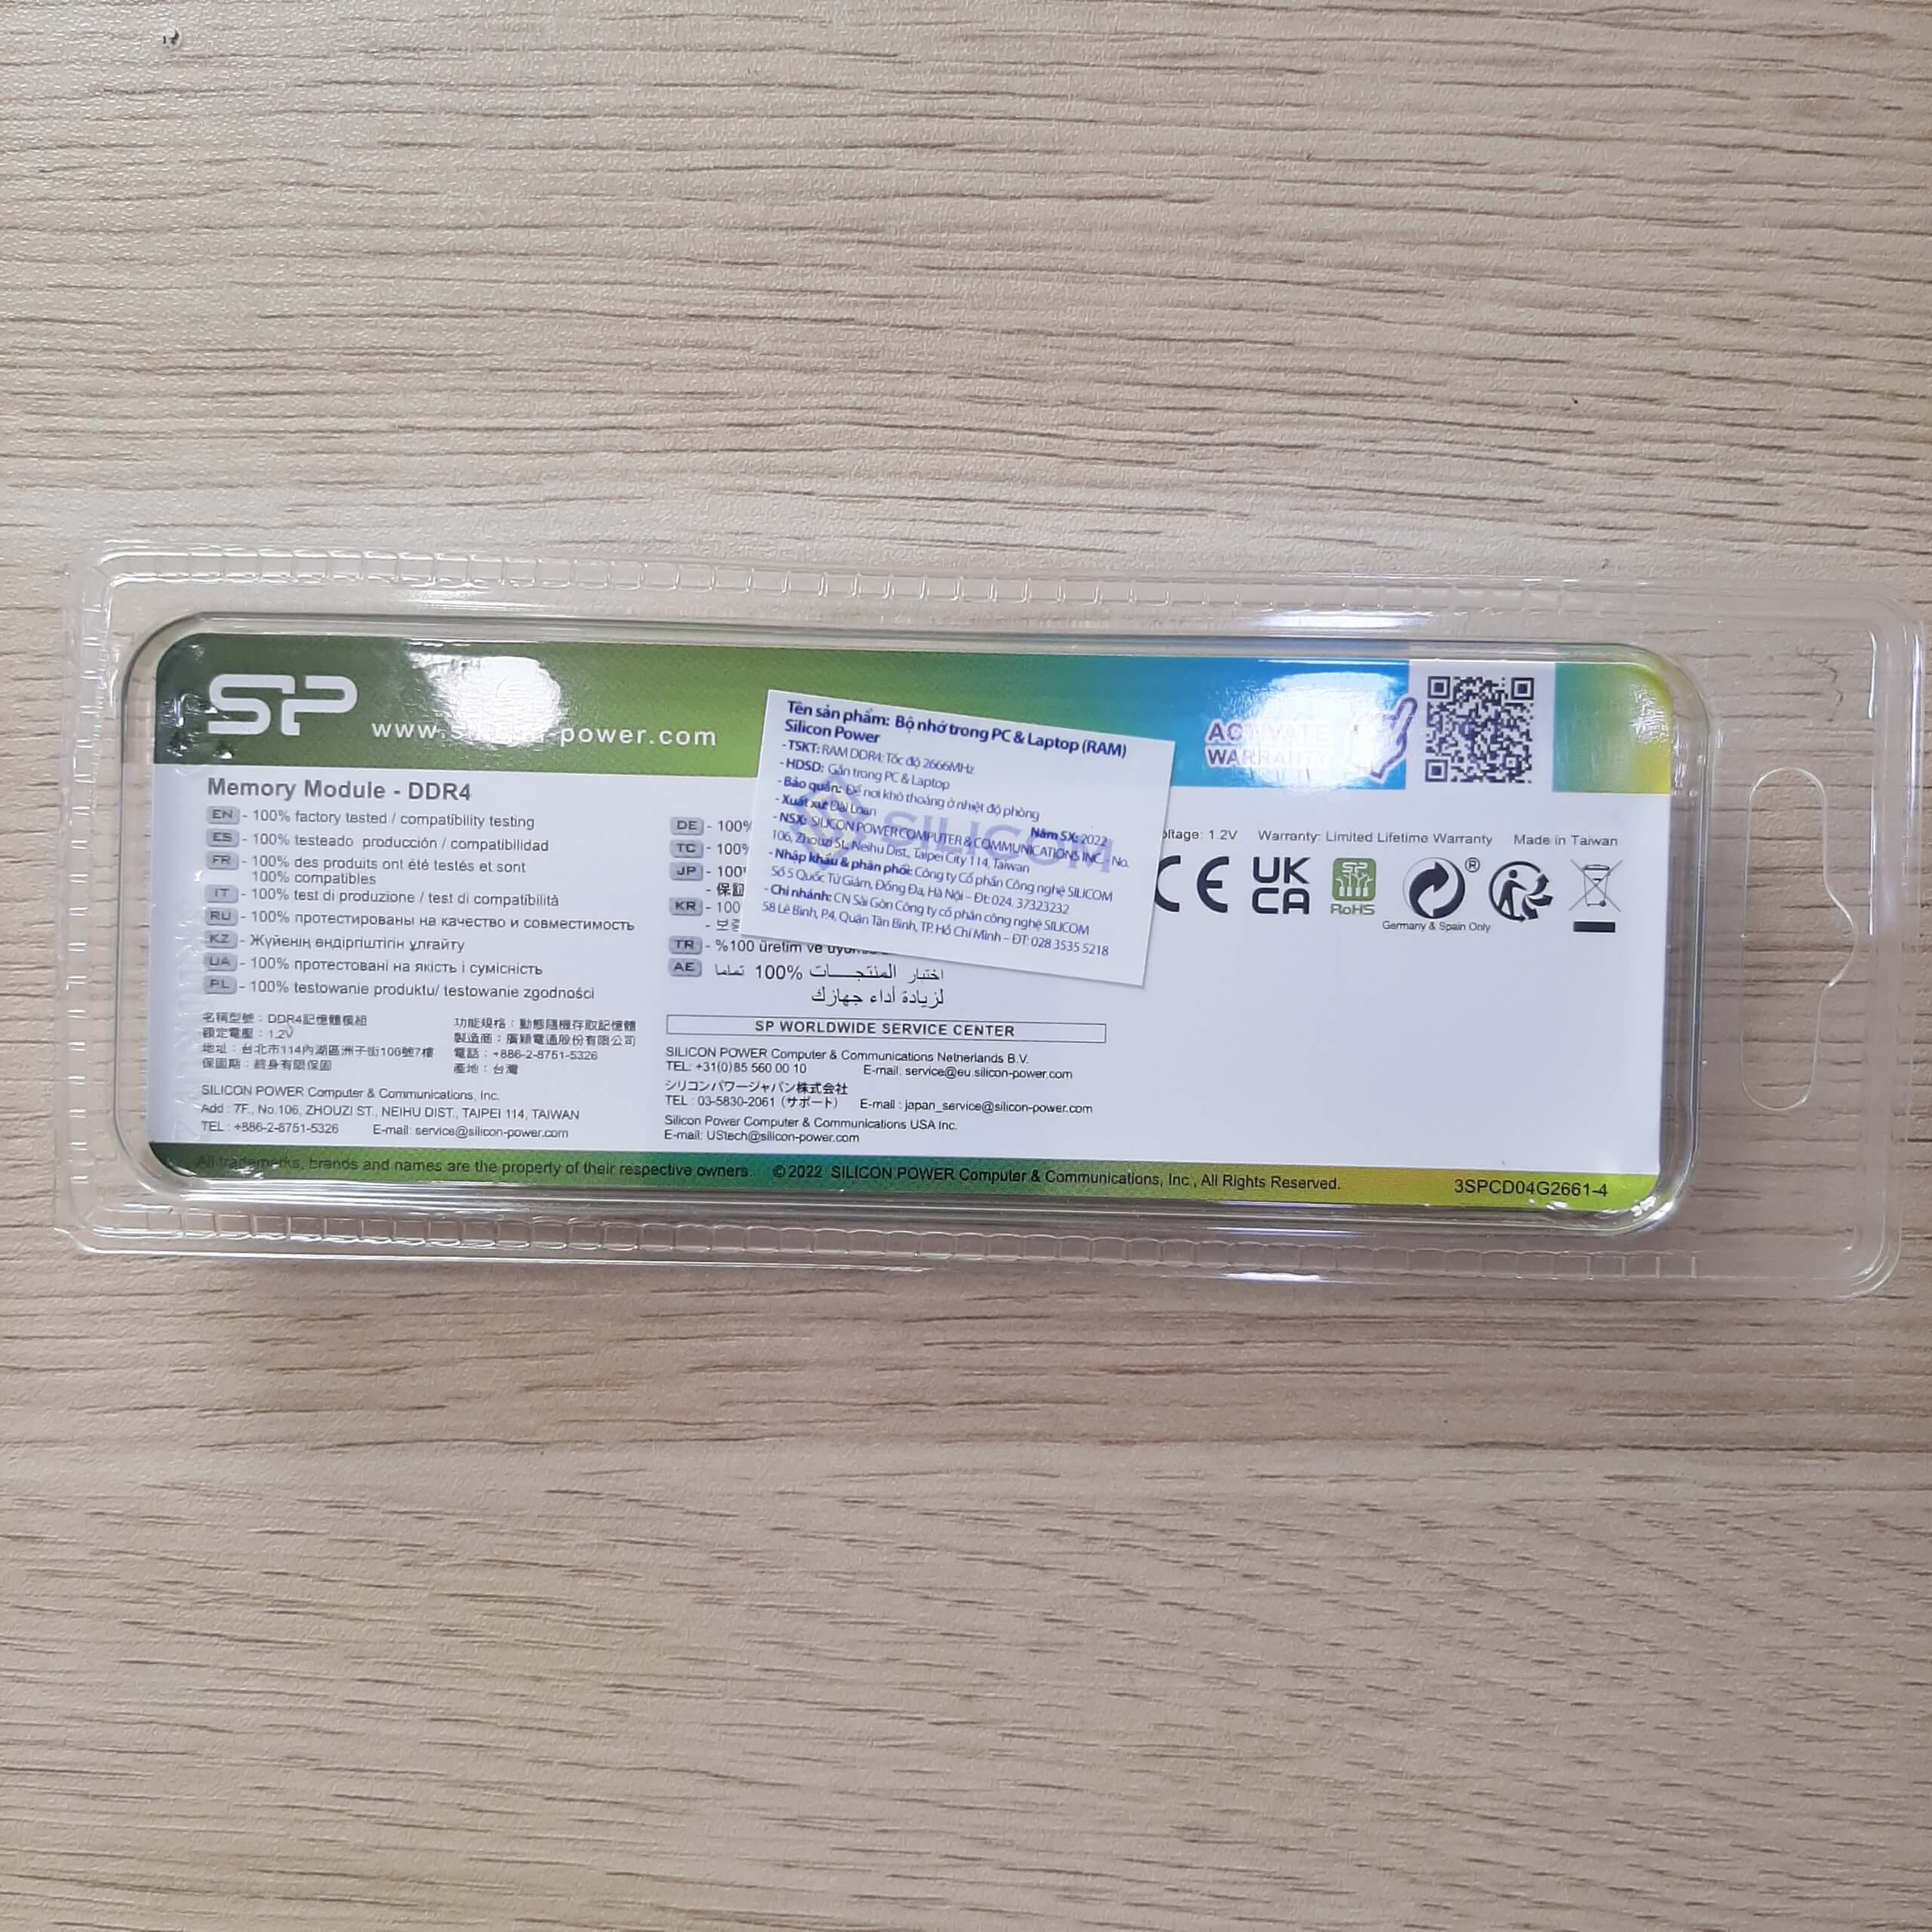 SP
www.silicon-power.com
Memory Module - DDR4
EN - 100% factory tested / compatibility testing
ES - 100% testeado producción / compatibilidad
FR - 100% des produits ont été testés et sont
100% compatibles
IT - 100% test di produzione / test di compatibilità
RU - 100% протестированы на качество и совместимость
KZ - Жүйенің өндіргіштігін ұлғайту
UA - 100% протестовані на якість і сумісність
PL - 100% testowanie produktu/ testowanie zgodności
DE - 100%
TC - 100%
JP - 100
- 保証
KR - 100
TR - %100 üretim ve
AE اختبار المنتجـــات 100% تماما
لزيادة أداء جهازك
Tên sản phẩm: Bộ nhớ trong PC & Laptop (RAM)
Silicon Power
- TSKT: RAM DDR4; Tốc độ 2666MHz
- HDSD: Gắn trong PC & Laptop
- Bảo quản: Để nơi khô thoáng ở nhiệt độ phòng
- Xuất xứ: Đài Loan Năm SX: 2022
- NSX: SILICON POWER COMPUTER & COMMUNICATIONS INC. - No.
106, Zhouzi St., Neihu Dist., Taipei City 114, Taiwan
- Nhập khẩu & phân phối: Công ty Cổ phần Công nghệ SILICOM
Số 5 Quốc Tử Giám, Đống Đa, Hà Nội – Đt: 024. 37323232
- Chi nhánh: CN Sài Gòn Công ty cổ phần công nghệ SILICOM
58 Lê Bình, P.4, Quận Tân Bình, TP. Hồ Chí Minh – ĐT: 028 3535 5218
SILICOM
ACTIVATE
WARRANTY
ltage: 1.2V Warranty: Limited Lifetime Warranty Made in Taiwan
CE UK
CA
SP
RoHS
®
Germany & Spain Only
名稱型號：DDR4記憶體模組
額定電壓：1.2V
地址：台北市114內湖區洲子街106號7樓
保固期：終身有限保固
功能規格：動態隨機存取記憶體
製造商：廣穎電通股份有限公司
電話：+886-2-8751-5326
產地：台灣
SILICON POWER Computer & Communications, Inc.
Add : 7F., No.106, ZHOUZI ST., NEIHU DIST., TAIPEI 114, TAIWAN
TEL : +886-2-8751-5326 E-mail: service@silicon-power.com
SP WORLDWIDE SERVICE CENTER
SILICON POWER Computer & Communications Netherlands B.V.
TEL: +31(0)85 560 00 10 E-mail: service@eu.silicon-power.com
シリコンパワージャパン株式会社
TEL : 03-5830-2061 (サポート) E-mail : japan_service@silicon-power.com
Silicon Power Computer & Communications USA Inc.
E-mail: UStech@silicon-power.com
All trademarks, brands and names are the property of their respective owners. © 2022 SILICON POWER Computer & Communications, Inc., All Rights Reserved.
3SPCD04G2661-4